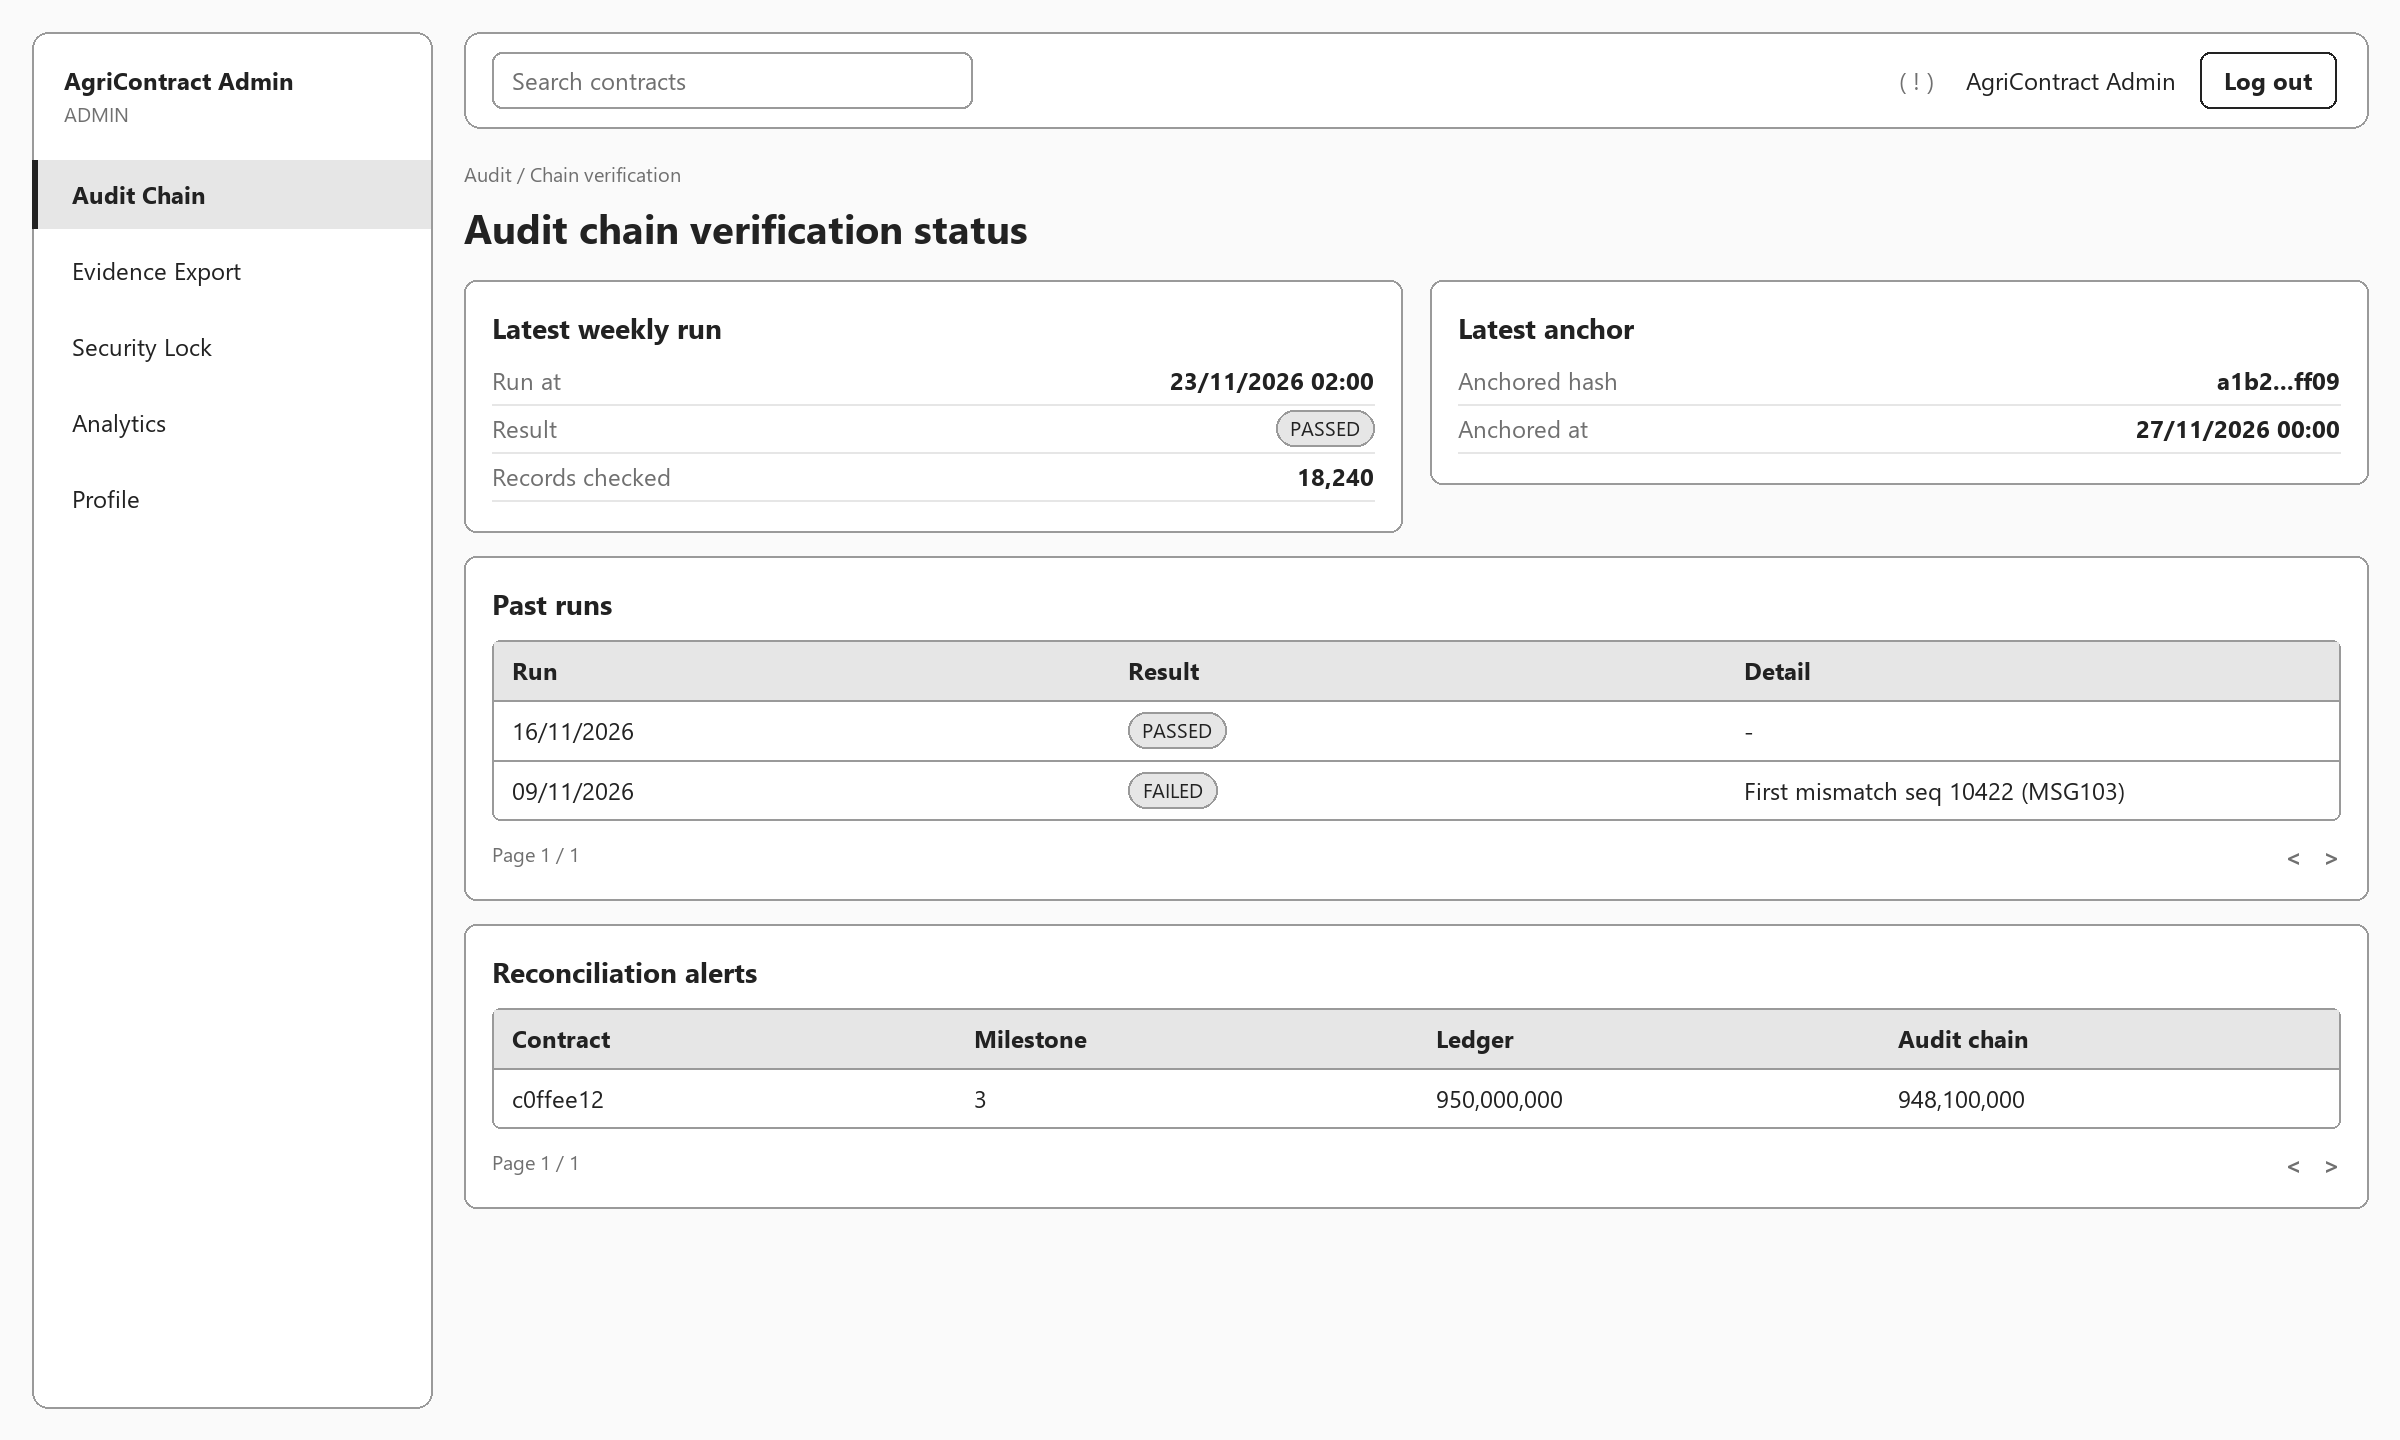 AgriContract Admin
ADMIN
Audit Chain
Evidence Export
Security Lock
Analytics
Profile
Search contracts
( ! ) AgriContract Admin Log out
Audit / Chain verification
Audit chain verification status
Latest weekly run
Run at 23/11/2026 02:00
Result PASSED
Records checked 18,240
Latest anchor
Anchored hash a1b2...ff09
Anchored at 27/11/2026 00:00
Past runs
Run Result Detail
16/11/2026 PASSED -
09/11/2026 FAILED First mismatch seq 10422 (MSG103)
Page 1 / 1 < >
Reconciliation alerts
Contract Milestone Ledger Audit chain
c0ffee12 3 950,000,000 948,100,000
Page 1 / 1 < >